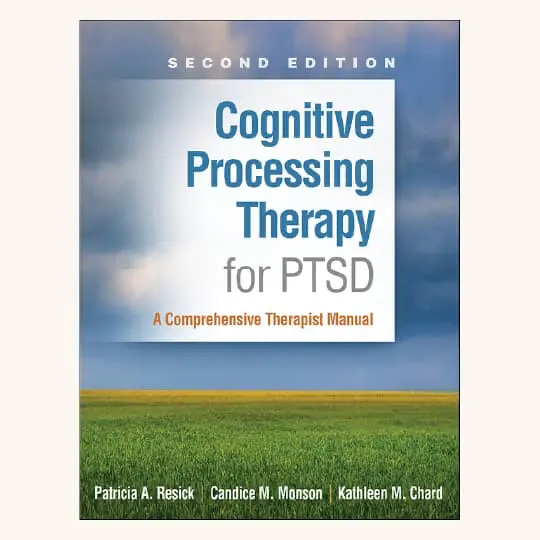 SECOND EDITION
Cognitive
Processing
Therapy
for PTSD
A Comprehensive Therapist Manual
Patricia A. Resick | Candice M. Monson | Kathleen M. Chard